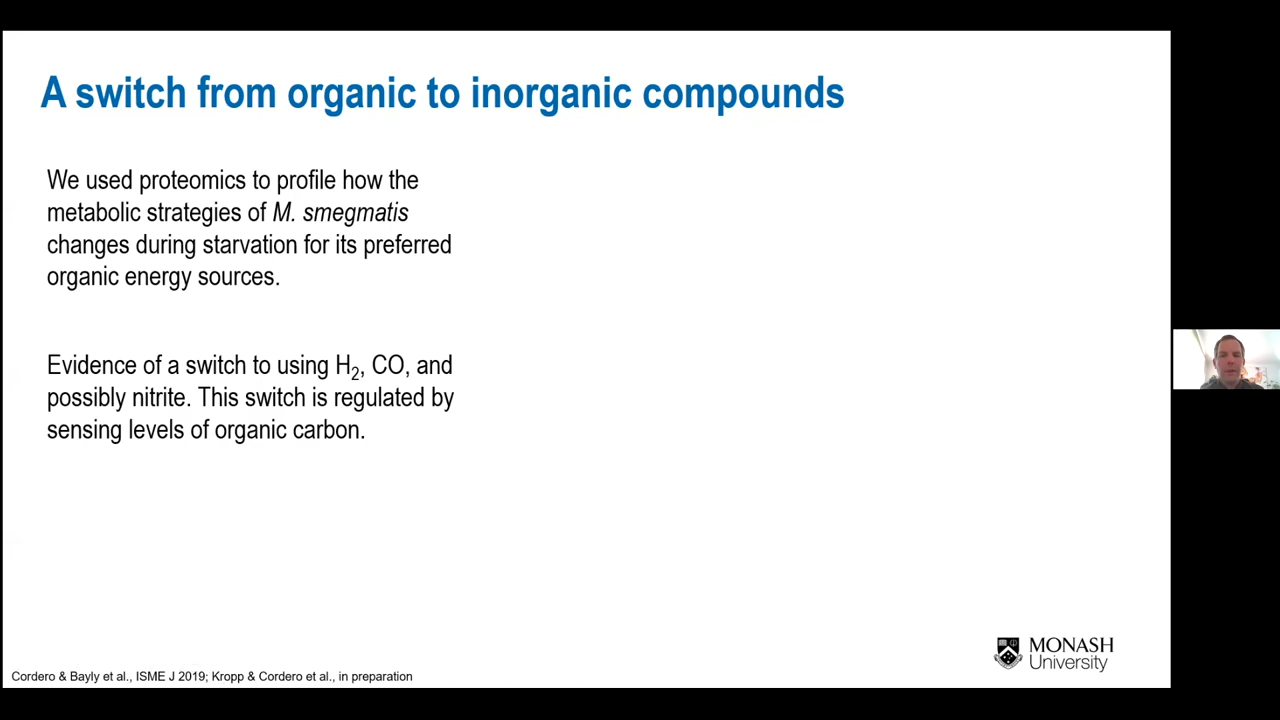 A switch from organic to inorganic compounds
We used proteomics to profile how the
metabolic strategies of M. smegmatis
changes during starvation for its preferred
organic energy sources.
Evidence of a switch to using H₂, CO, and
possibly nitrite. This switch is regulated by
sensing levels of organic carbon.
MONASH
University
Cordero & Bayly et al., ISME J 2019; Kropp & Cordero et al., in preparation